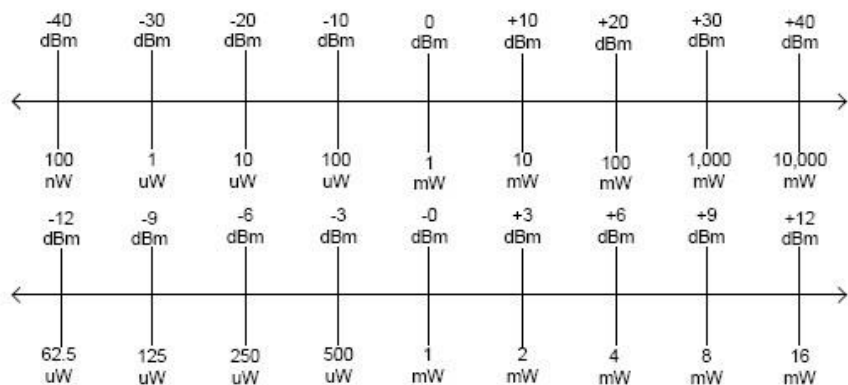 -40 -30 -20 -10 0 +10 +20 +30 +40
dBm dBm dBm dBm dBm dBm dBm dBm dBm
100 1 10 100 1 10 100 1,000 10,000
nW uW uW uW mW mW mW mW mW
-12 -9 -6 -3 -0 +3 +6 +9 +12
dBm dBm dBm dBm dBm dBm dBm dBm dBm
62.5 125 250 500 1 2 4 8 16
uW uW uW uW mW mW mW mW mW